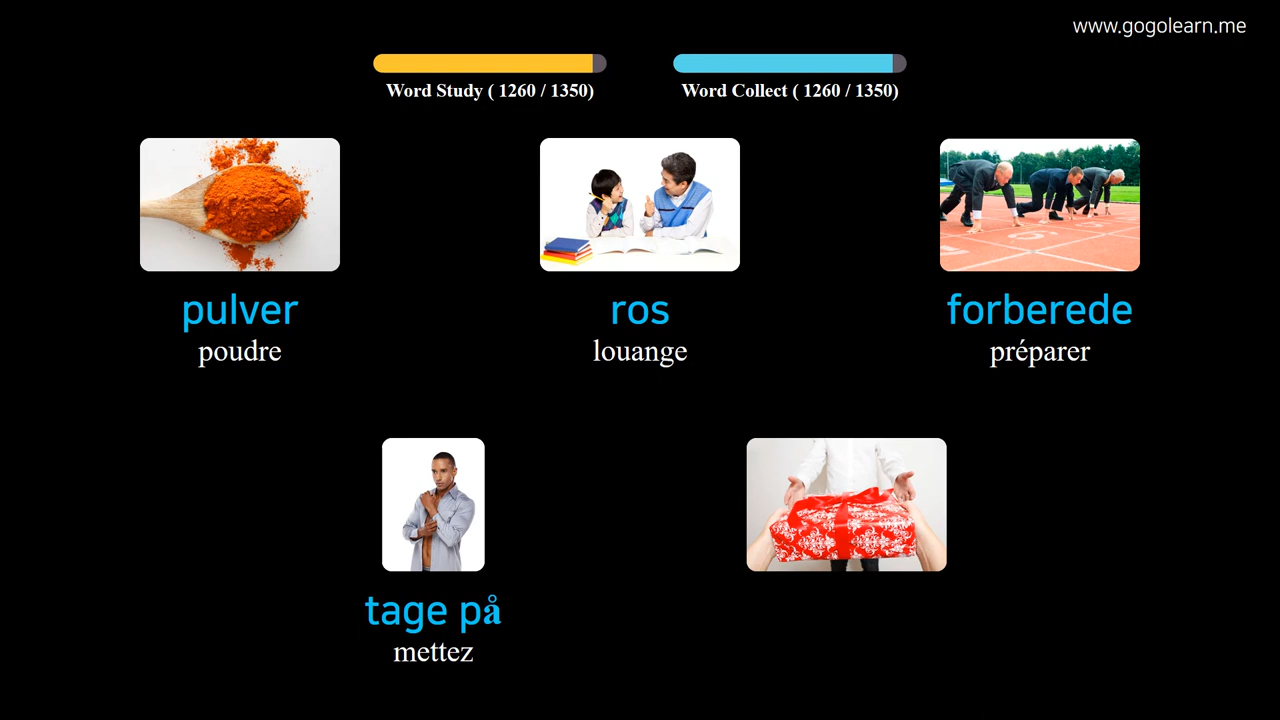 www.gogolearn.me
Word Study ( 1260 / 1350)
Word Collect ( 1260 / 1350)
pulver
poudre
ros
louange
forberede
préparer
tage på
mettez